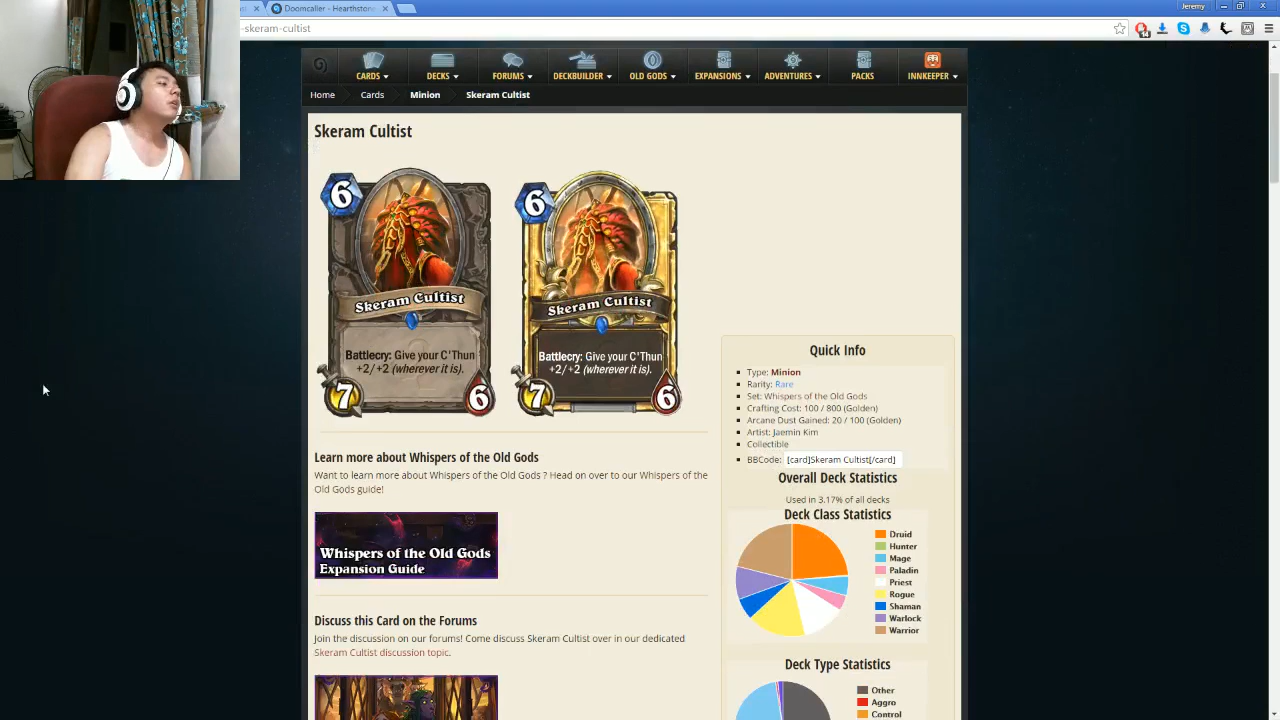 Doomcaller - Hearthstone
Jeremy
-skeram-cultist
CARDS
DECKS
FORUMS
DECKBUILDER
OLD GODS
EXPANSIONS
ADVENTURES
PACKS
INNKEEPER
Home
Cards
Minion
Skeram Cultist
Skeram Cultist
6
Skeram Cultist
Battlecry: Give your C'Thun
+2/+2 (wherever it is).
7
6
6
Skeram Cultist
Battlecry: Give your C'Thun
+2/+2 (wherever it is).
7
6
Quick Info
Type: Minion
Rarity: Rare
Set: Whispers of the Old Gods
Crafting Cost: 100 / 800 (Golden)
Arcane Dust Gained: 20 / 100 (Golden)
Artist: Jaemin Kim
Collectible
BBCode: [card]Skeram Cultist[/card]
Overall Deck Statistics
Used in 3.17% of all decks
Deck Class Statistics
Druid
Hunter
Mage
Paladin
Priest
Rogue
Shaman
Warlock
Warrior
Deck Type Statistics
Other
Aggro
Control
Learn more about Whispers of the Old Gods
Want to learn more about Whispers of the Old Gods ? Head on over to our Whispers of the
Old Gods guide!
Whispers of the Old Gods
Expansion Guide
Discuss this Card on the Forums
Join the discussion on our forums! Come discuss Skeram Cultist over in our dedicated
Skeram Cultist discussion topic.